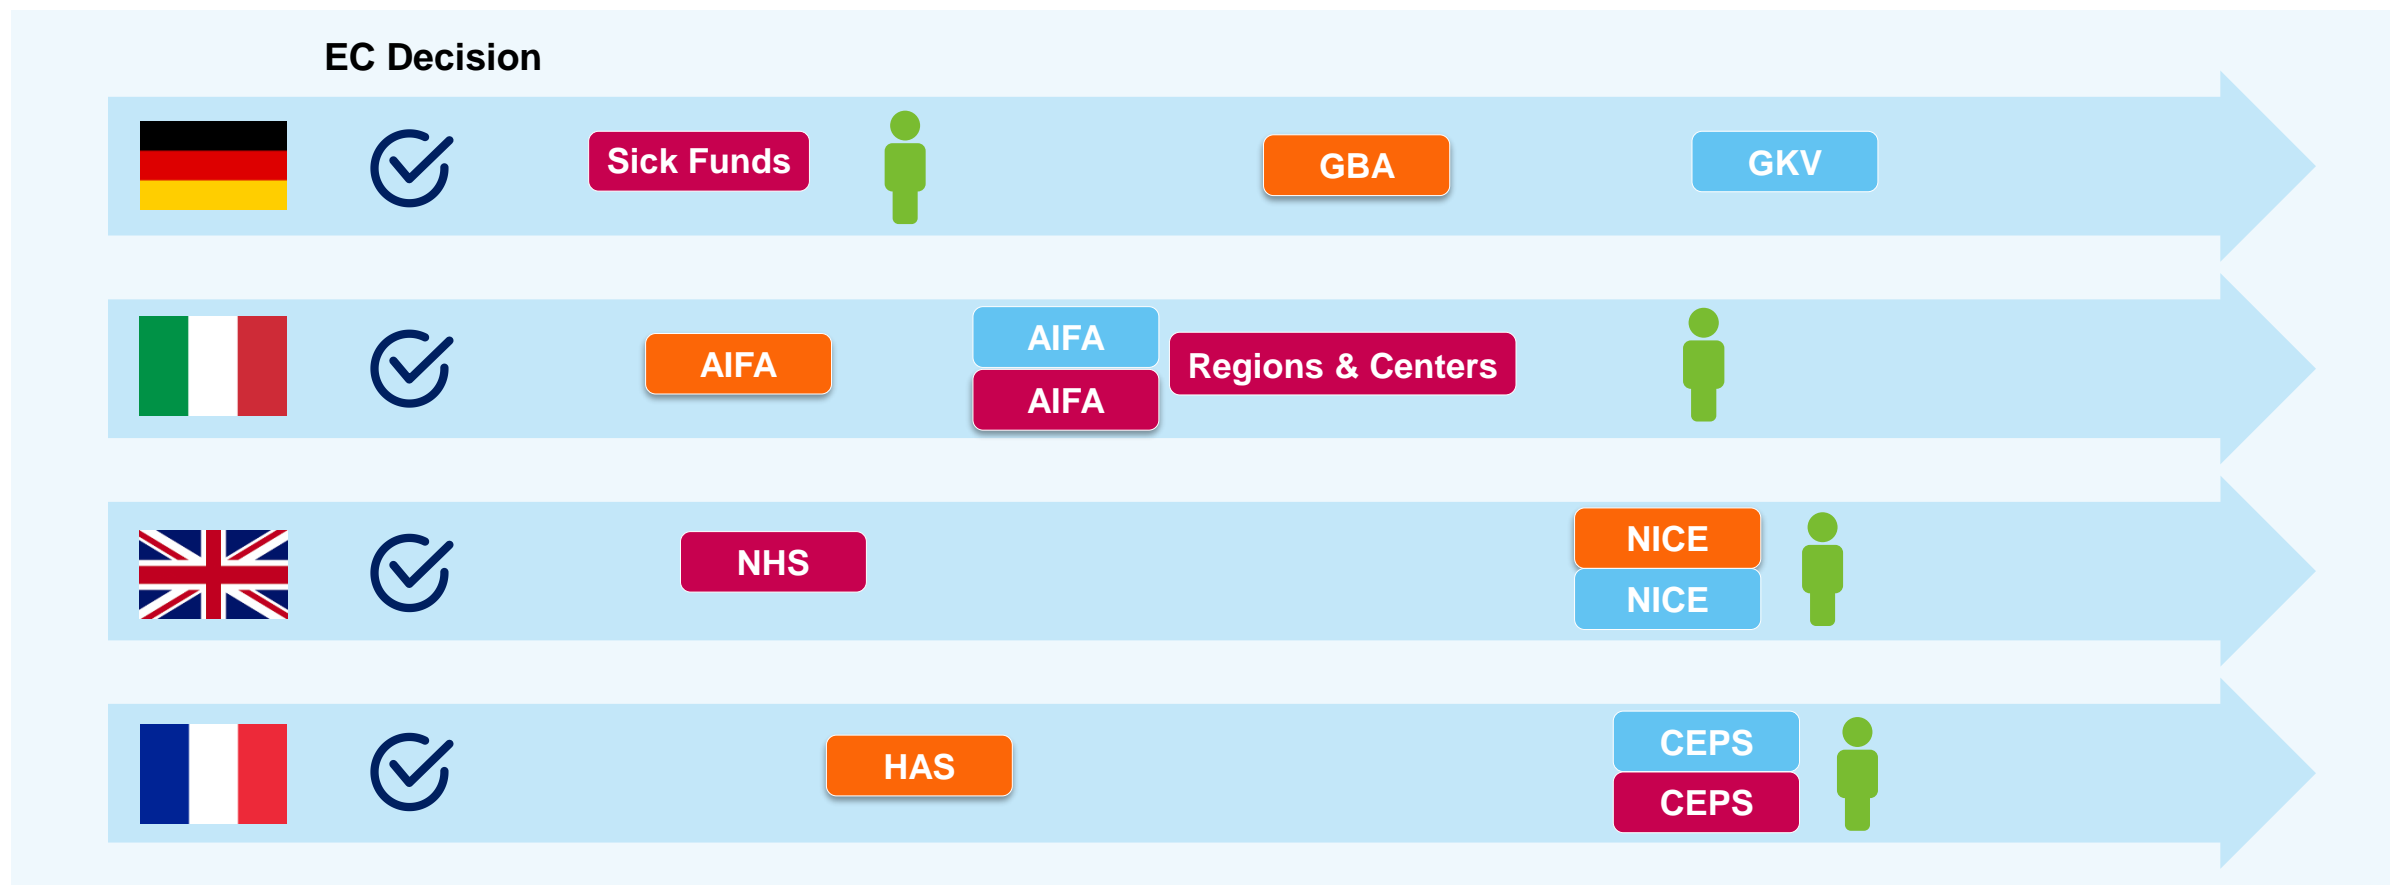 EC Decision
Sick Funds
GBA
GKV
AIFA
AIFA
AIFA
Regions & Centers
NHS
NICE
NICE
HAS
CEPS
CEPS